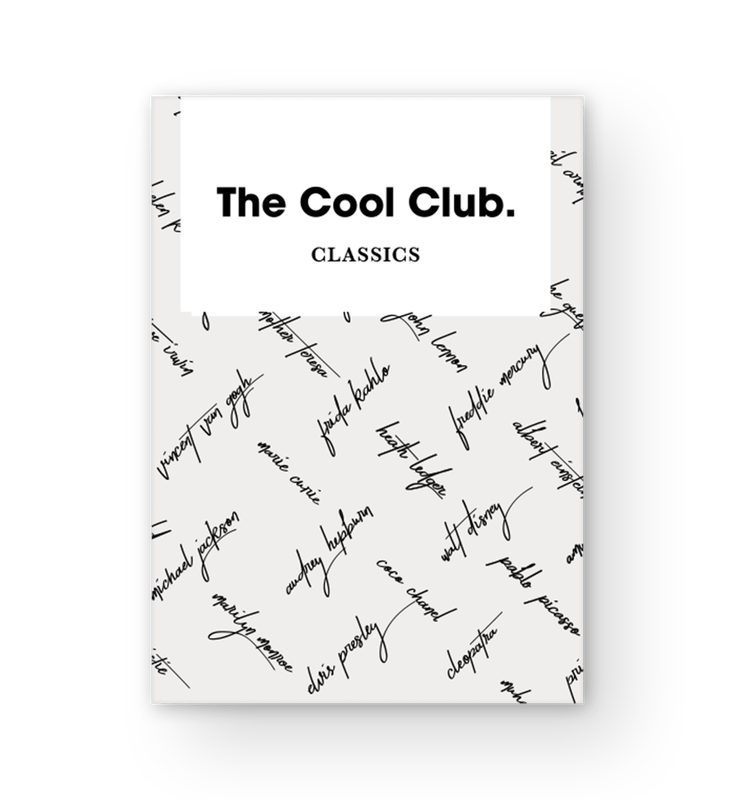 The Cool Club.
CLASSICS
mother teresa
john lennon
irwin
frida kahlo
freddie mercury
vincent van gogh
heath ledger
albert einstein
marie curie
walt disney
michael jackson
audrey hepburn
pablo picasso
coco chanel
marilyn monroe
elvis presley
cleopatra